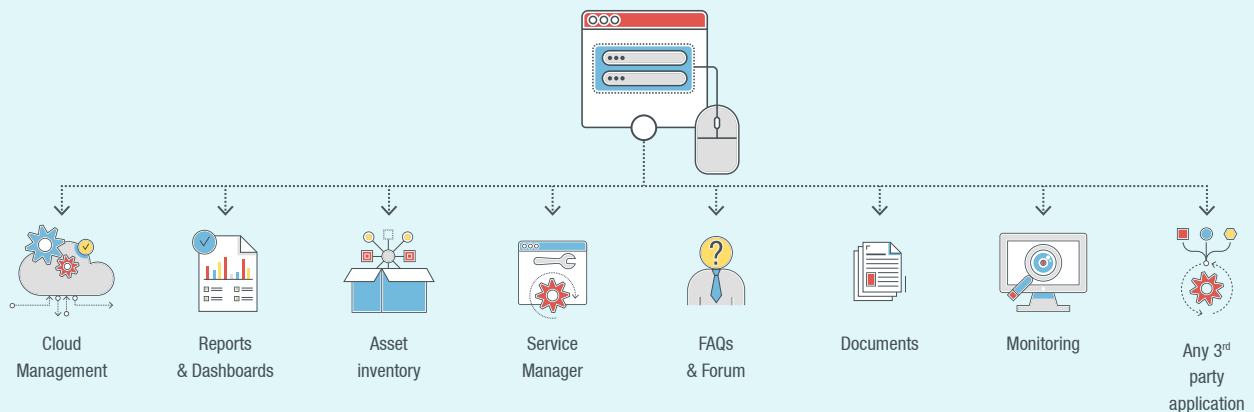 Cloud
Management
Reports
& Dashboards
Asset
inventory
Service
Manager
?
FAQs
& Forum
Documents
Monitoring
Any 3rd
party
application